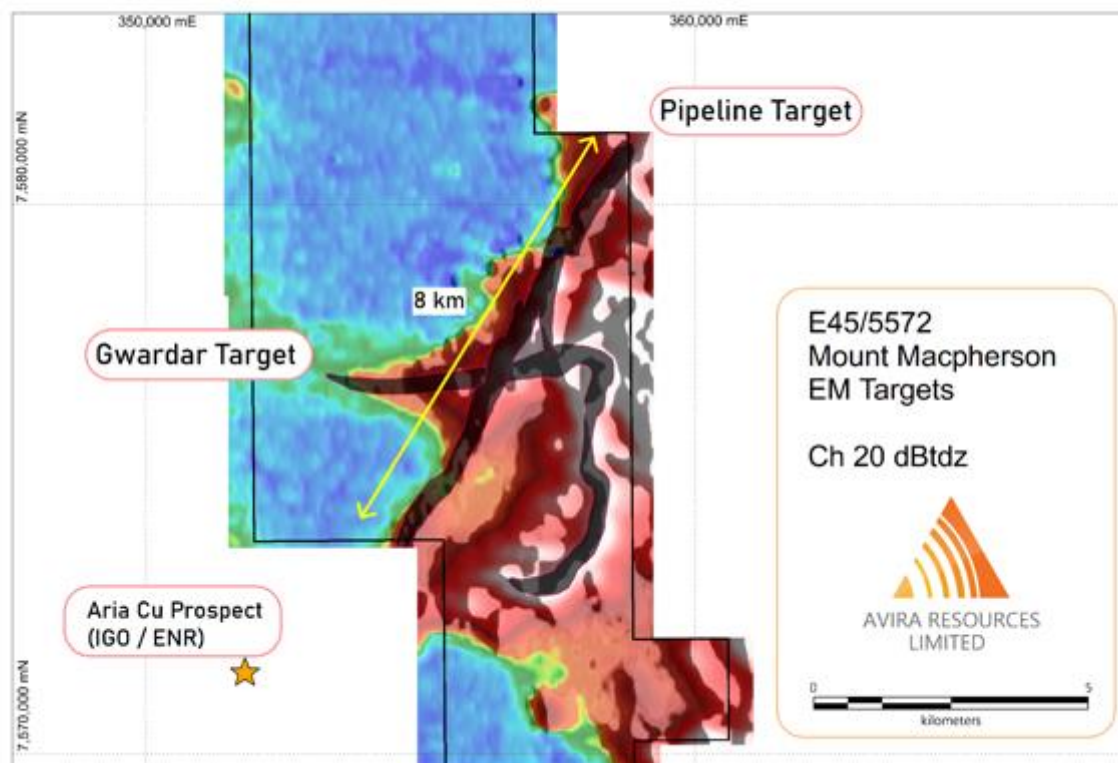 350,000 mE
360,000 mE
Pipeline Target
7,580,000 mN
8 km
Gwardar Target
E45/5572
Mount Macpherson
EM Targets
Ch 20 dBtdz
Aria Cu Prospect
(IGO / ENR)
AVIRA RESOURCES
LIMITED
0
5
kilometers
7,570,000 mN